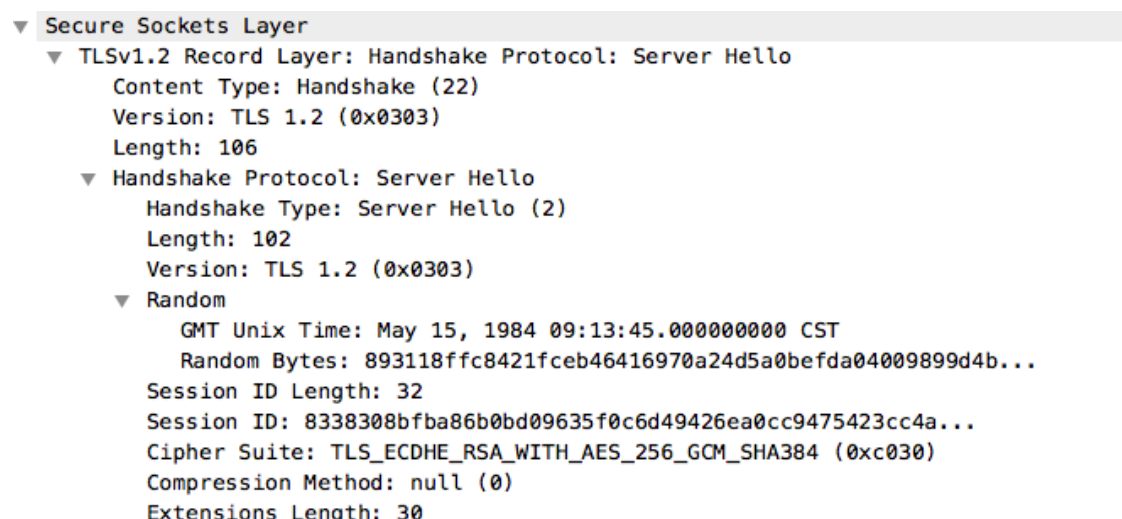 Secure Sockets Layer
TLSv1.2 Record Layer: Handshake Protocol: Server Hello
Content Type: Handshake (22)
Version: TLS 1.2 (0x0303)
Length: 106
Handshake Protocol: Server Hello
Handshake Type: Server Hello (2)
Length: 102
Version: TLS 1.2 (0x0303)
Random
GMT Unix Time: May 15, 1984 09:13:45.000000000 CST
Random Bytes: 893118ffc8421fceb46416970a24d5a0befda04009899d4b...
Session ID Length: 32
Session ID: 8338308bfba86b0bd09635f0c6d49426ea0cc9475423cc4a...
Cipher Suite: TLS_ECDHE_RSA_WITH_AES_256_GCM_SHA384 (0xc030)
Compression Method: null (0)
Extensions Length: 30